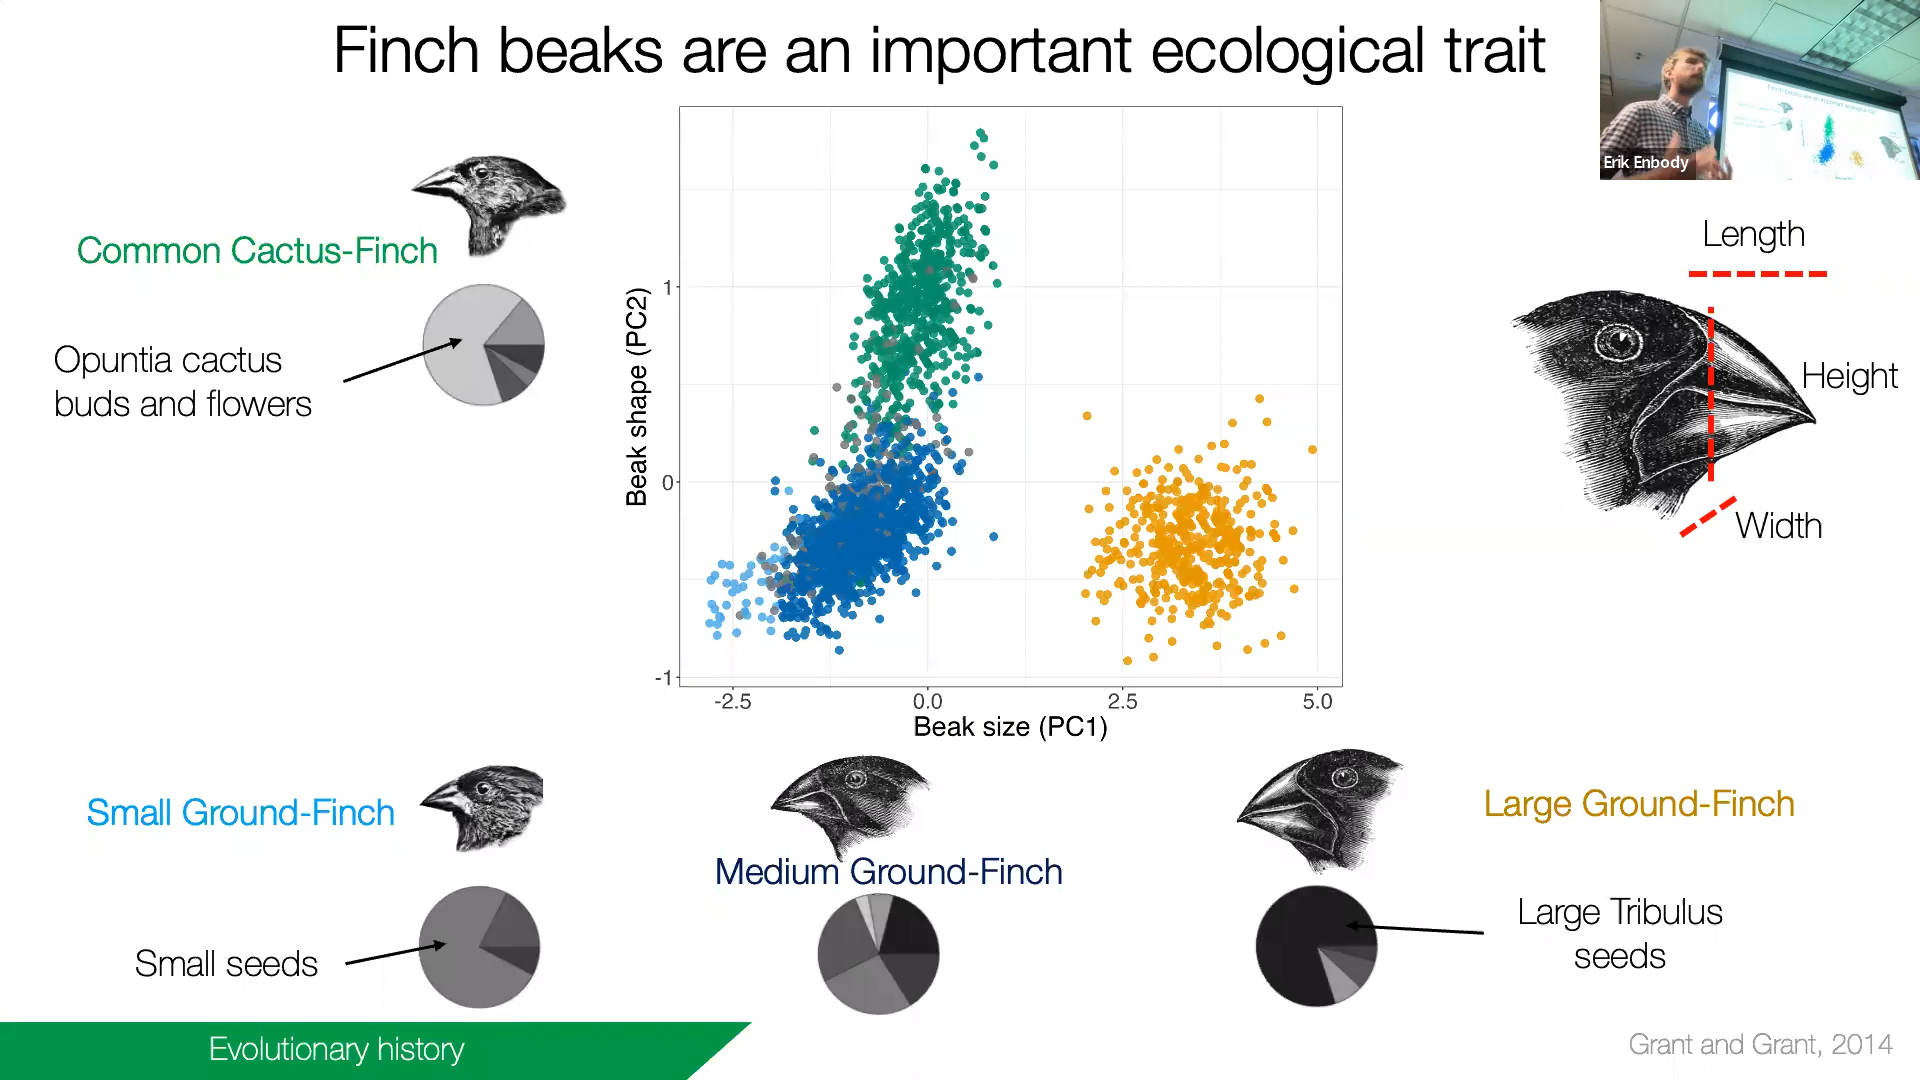 Finch beaks are an important ecological trait
Erik Enbody
Common Cactus-Finch
Opuntia cactus
buds and flowers
Beak shape (PC2)
1
0
-1
-2.5
0.0
2.5
5.0
Beak size (PC1)
Length
Height
Width
Small Ground-Finch
Small seeds
Medium Ground-Finch
Large Ground-Finch
Large Tribulus
seeds
Evolutionary history
Grant and Grant, 2014